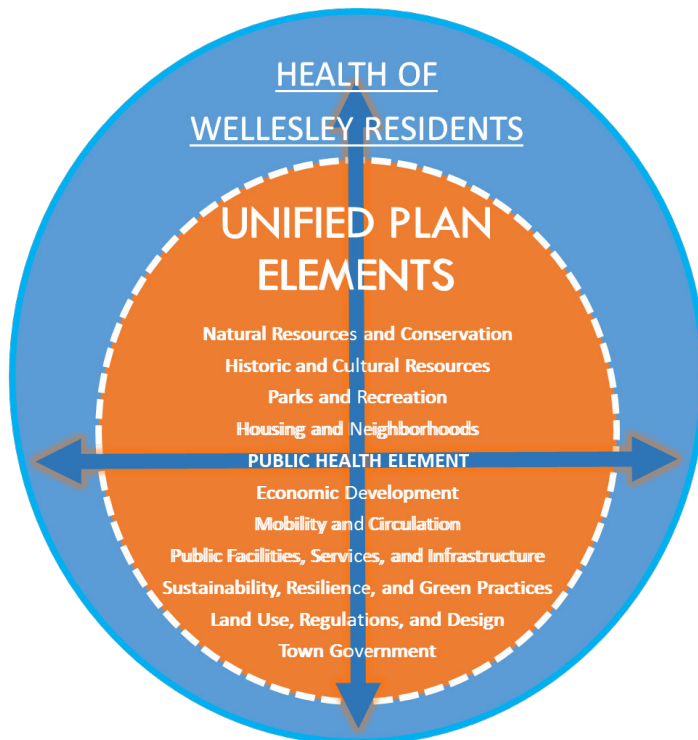 HEALTH OF
WELLESLEY RESIDENTS
UNIFIED PLAN
ELEMENTS
Natural Resources and Conservation
Historic and Cultural Resources
Parks and Recreation
Housing and Neighborhoods
PUBLIC HEALTH ELEMENT
Economic Development
Mobility and Circulation
Public Facilities, Services, and Infrastructure
Sustainability, Resilience, and Green Practices
Land Use, Regulations, and Design
Town Government